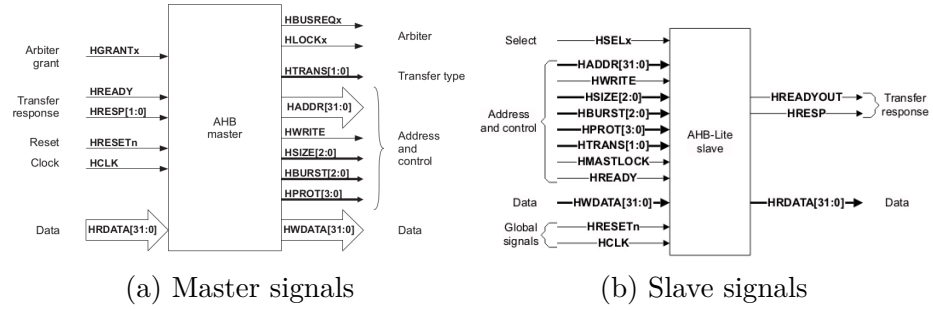 HBUSREQx
HLOCKx
Arbiter
Arbiter
grant
HGRANTx
HTRANS[1:0]
Transfer type
Transfer
response
HREADY
HRESP[1:0]
HADDR[31:0]
AHB
master
Reset
HRESETn
HWRITE
Address
and
control
Clock
HCLK
HSIZE[2:0]
HBURST[2:0]
HPROT[3:0]
Data
HRDATA[31:0]
HWDATA[31:0]
Data
(a) Master signals
Select
HSELx
Address
and control
HADDR[31:0]
HWRITE
HSIZE[2:0]
HBURST[2:0]
HPROT[3:0]
HTRANS[1:0]
HMASTLOCK
HREADY
AHB-Lite
slave
HREADYOUT
HRESP
Transfer
response
Data
HWDATA[31:0]
HRDATA[31:0]
Data
Global
signals
HRESETn
HCLK
(b) Slave signals